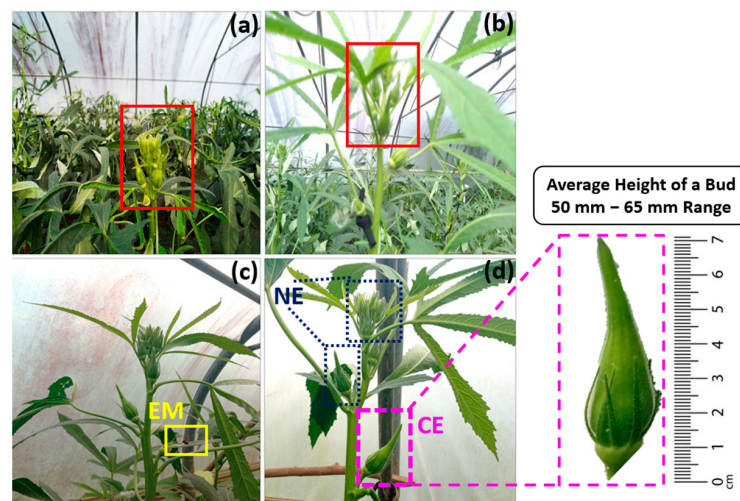 (a)
(b)
Average Height of a Bud
50 mm – 65 mm Range
(c)
(d)
NE
EM
CE
7
6
5
4
3
2
1
0
cm